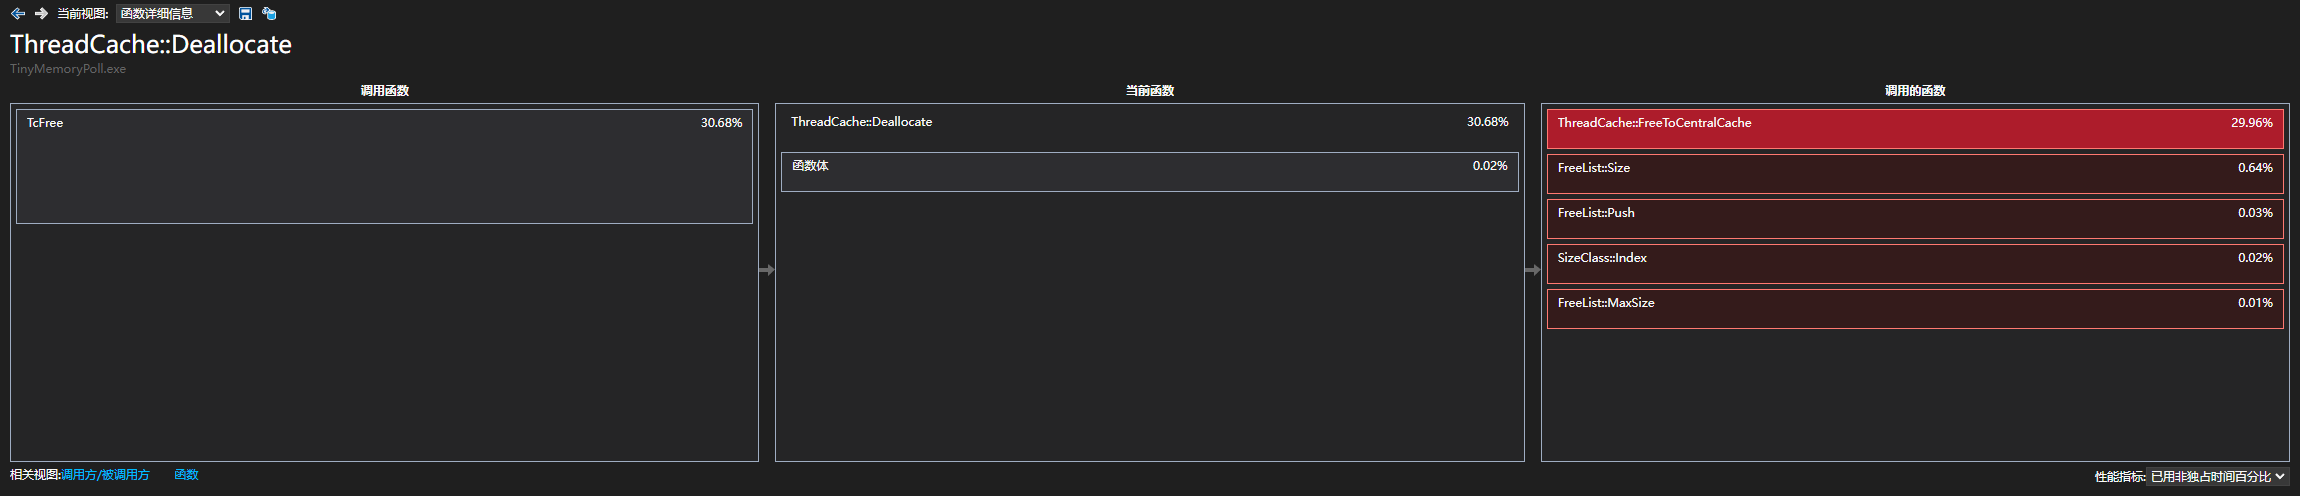 当前视图: 函数详细信息
ThreadCache::Deallocate
TinyMemoryPoll.exe
调用函数
TcFree 30.68%
当前函数
ThreadCache::Deallocate 30.68%
函数体 0.02%
调用的函数
ThreadCache::FreeToCentralCache 29.96%
FreeList::Size 0.64%
FreeList::Push 0.03%
SizeClass::Index 0.02%
FreeList::MaxSize 0.01%
相关视图:调用方/被调用方 函数
性能指标: 已用非独占时间百分比